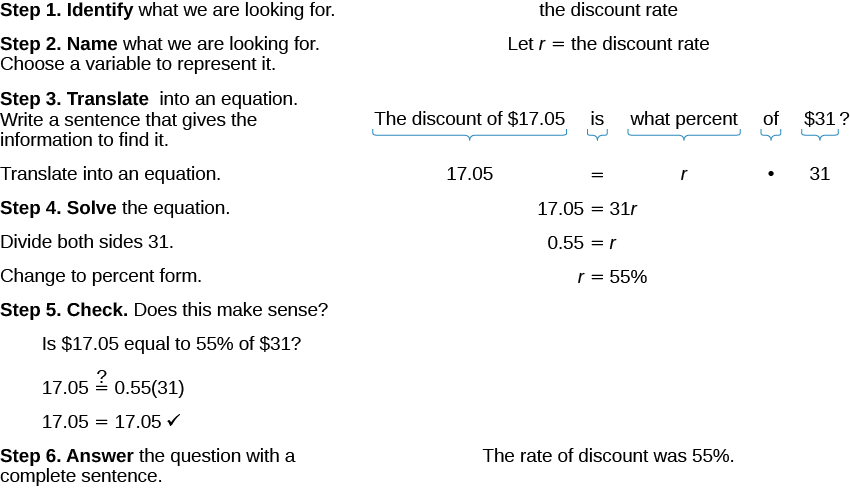 Step 1. Identify what we are looking for. the discount rate
Step 2. Name what we are looking for. Let r = the discount rate
Choose a variable to represent it.
Step 3. Translate into an equation.
Write a sentence that gives the The discount of $17.05 is what percent of $31?
information to find it.
Translate into an equation. 17.05 = r • 31
Step 4. Solve the equation. 17.05 = 31r
Divide both sides 31. 0.55 = r
Change to percent form. r = 55%
Step 5. Check. Does this make sense?
Is $17.05 equal to 55% of $31?
17.05 ≟ 0.55(31)
17.05 = 17.05 ✓
Step 6. Answer the question with a The rate of discount was 55%.
complete sentence.